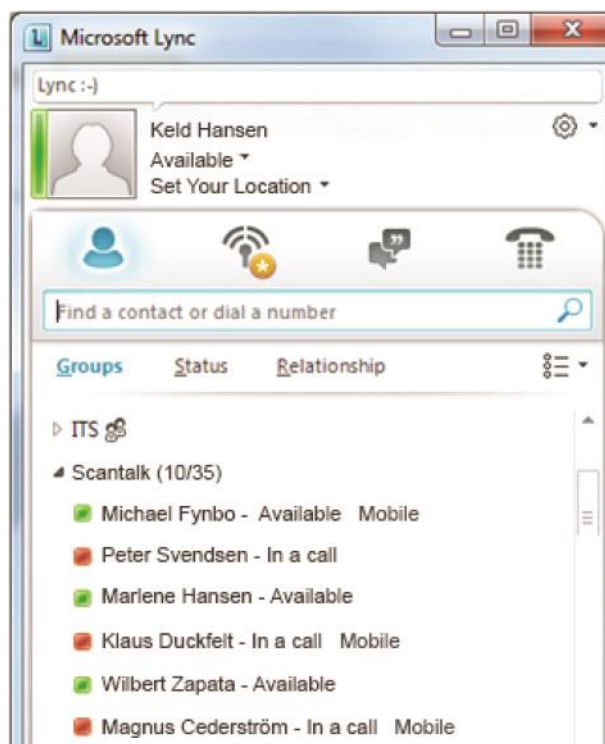 Microsoft Lync
Lync :-)
Keld Hansen
Available
Set Your Location
Find a contact or dial a number
Groups Status Relationship
ITS
Scantalk (10/35)
Michael Fynbo - Available Mobile
Peter Svendsen - In a call
Marlene Hansen - Available
Klaus Duckfelt - In a call Mobile
Wilbert Zapata - Available
Magnus Cederström - In a call Mobile